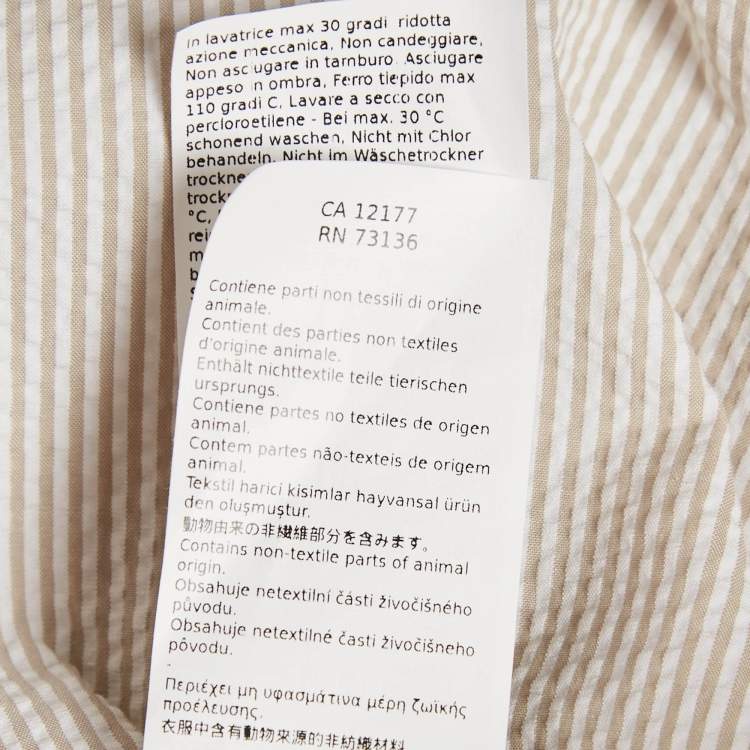 In lavatrice max 30 gradi ridotta
azione meccanica, Non candeggiare,
Non asciugare in tamburo, Asciugare
appeso in ombra, Ferro tiepido max
110 gradi C, Lavare a secco con
percloroetilene - Bei max. 30 °C
schonend waschen, Nicht mit Chlor
behandeln, Nicht im Wäschetrockner
°C,
CA 12177
RN 73136
Contiene parti non tessili di origine
animale.
Contient des parties non textiles
d'origine animale.
Enthält nichttextile teile tierischen
ursprungs.
Contiene partes no textiles de origen
animal.
Contem partes não-texteis de origem
animal.
Tekstil harici kisimlar hayvansal ürün
den oluşmuştur.
動物由来の非繊維部分を含みます。
Contains non-textile parts of animal
origin.
Obsahuje netextilní části živočišného
původu.
Obsahuje netextilné časti živočíšneho
pôvodu.
-
Περιέχει μη υφασμάτινα μέρη ζωϊκής
προέλευσης.
衣服中含有動物來源的非紡織材料